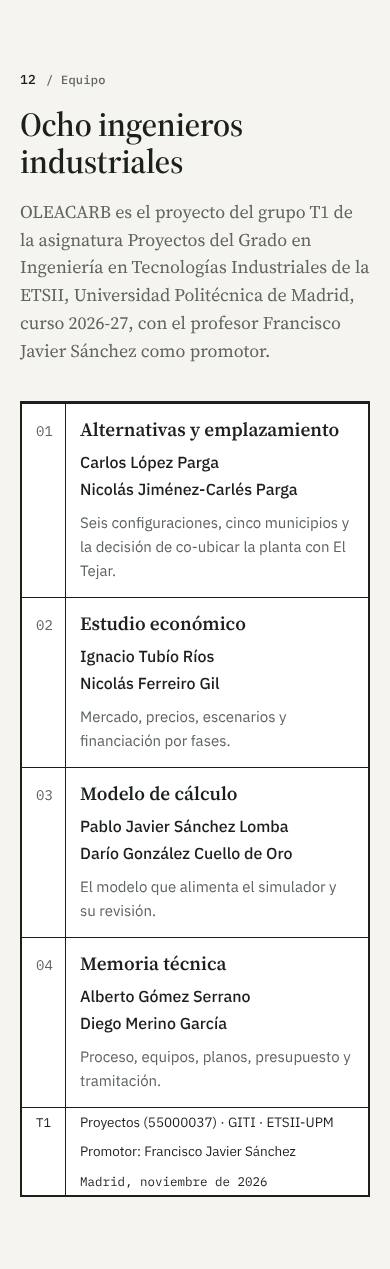 12 / Equipo
Ocho ingenieros
industriales
OLEACARB es el proyecto del grupo T1 de
la asignatura Proyectos del Grado en
Ingeniería en Tecnologías Industriales de la
ETSII, Universidad Politécnica de Madrid,
curso 2026-27, con el profesor Francisco
Javier Sánchez como promotor.
01 Alternativas y emplazamiento
Carlos López Parga
Nicolás Jiménez-Carlés Parga
Seis configuraciones, cinco municipios y
la decisión de co-ubicar la planta con El
Tejar.
02 Estudio económico
Ignacio Tubío Ríos
Nicolás Ferreiro Gil
Mercado, precios, escenarios y
financiación por fases.
03 Modelo de cálculo
Pablo Javier Sánchez Lomba
Darío González Cuello de Oro
El modelo que alimenta el simulador y
su revisión.
04 Memoria técnica
Alberto Gómez Serrano
Diego Merino García
Proceso, equipos, planos, presupuesto y
tramitación.
T1 Proyectos (55000037) · GITI · ETSII-UPM
Promotor: Francisco Javier Sánchez
Madrid, noviembre de 2026